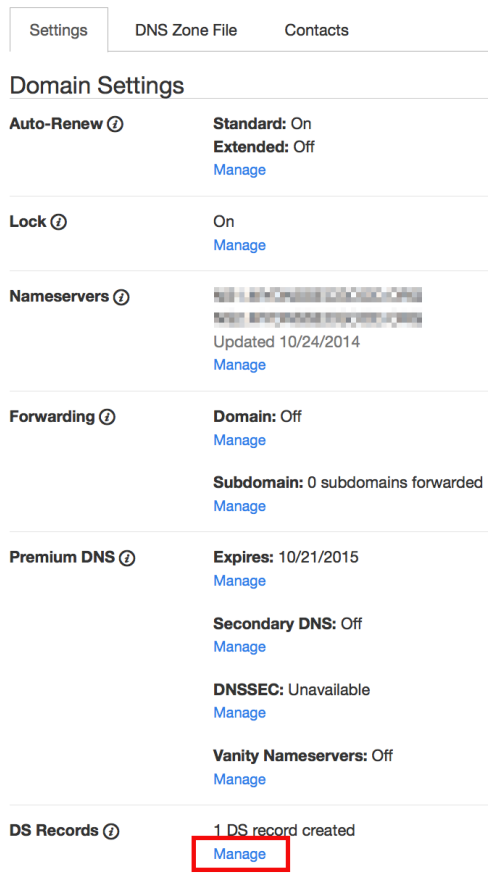 Settings DNS Zone File Contacts
Domain Settings
Auto-Renew Standard: On
Extended: Off
Manage
Lock On
Manage
Nameservers
Updated 10/24/2014
Manage
Forwarding Domain: Off
Manage
Subdomain: 0 subdomains forwarded
Manage
Premium DNS Expires: 10/21/2015
Manage
Secondary DNS: Off
Manage
DNSSEC: Unavailable
Manage
Vanity Nameservers: Off
Manage
DS Records 1 DS record created
Manage